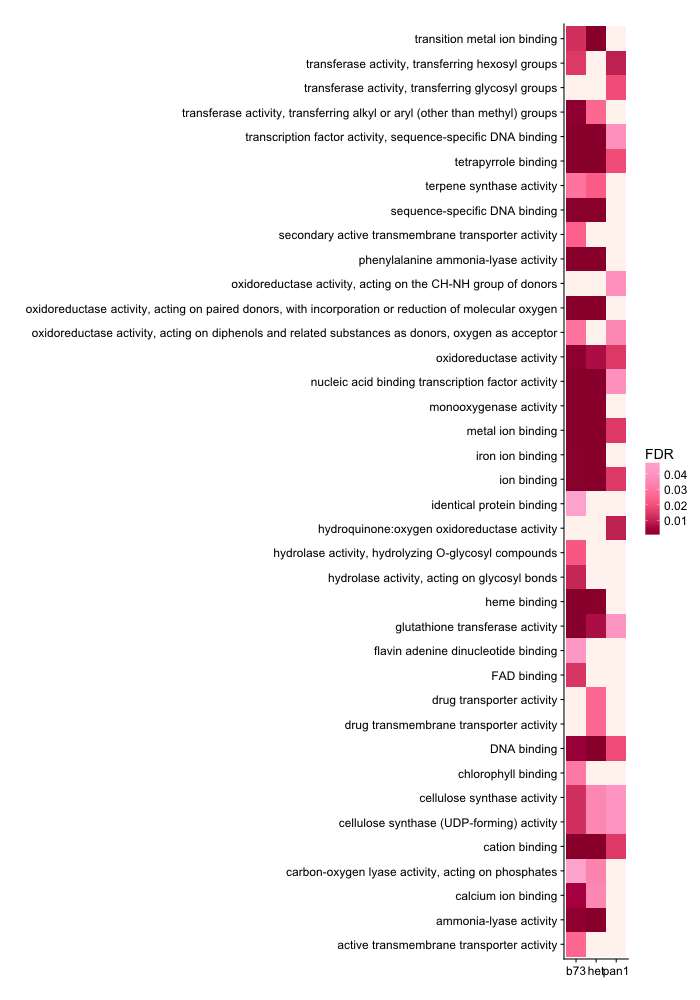 transition metal ion binding
transferase activity, transferring hexosyl groups
transferase activity, transferring glycosyl groups
transferase activity, transferring alkyl or aryl (other than methyl) groups
transcription factor activity, sequence-specific DNA binding
tetrapyrrole binding
terpene synthase activity
sequence-specific DNA binding
secondary active transmembrane transporter activity
phenylalanine ammonia-lyase activity
oxidoreductase activity, acting on the CH-NH group of donors
oxidoreductase activity, acting on paired donors, with incorporation or reduction of molecular oxygen
oxidoreductase activity, acting on diphenols and related substances as donors, oxygen as acceptor
oxidoreductase activity
nucleic acid binding transcription factor activity
monooxygenase activity
metal ion binding
iron ion binding
ion binding
identical protein binding
hydroquinone:oxygen oxidoreductase activity
hydrolase activity, hydrolyzing O-glycosyl compounds
hydrolase activity, acting on glycosyl bonds
heme binding
glutathione transferase activity
flavin adenine dinucleotide binding
FAD binding
drug transporter activity
drug transmembrane transporter activity
DNA binding
chlorophyll binding
cellulose synthase activity
cellulose synthase (UDP-forming) activity
cation binding
carbon-oxygen lyase activity, acting on phosphates
calcium ion binding
ammonia-lyase activity
active transmembrane transporter activity
b73 het pan1
FDR
0.04
0.03
0.02
0.01